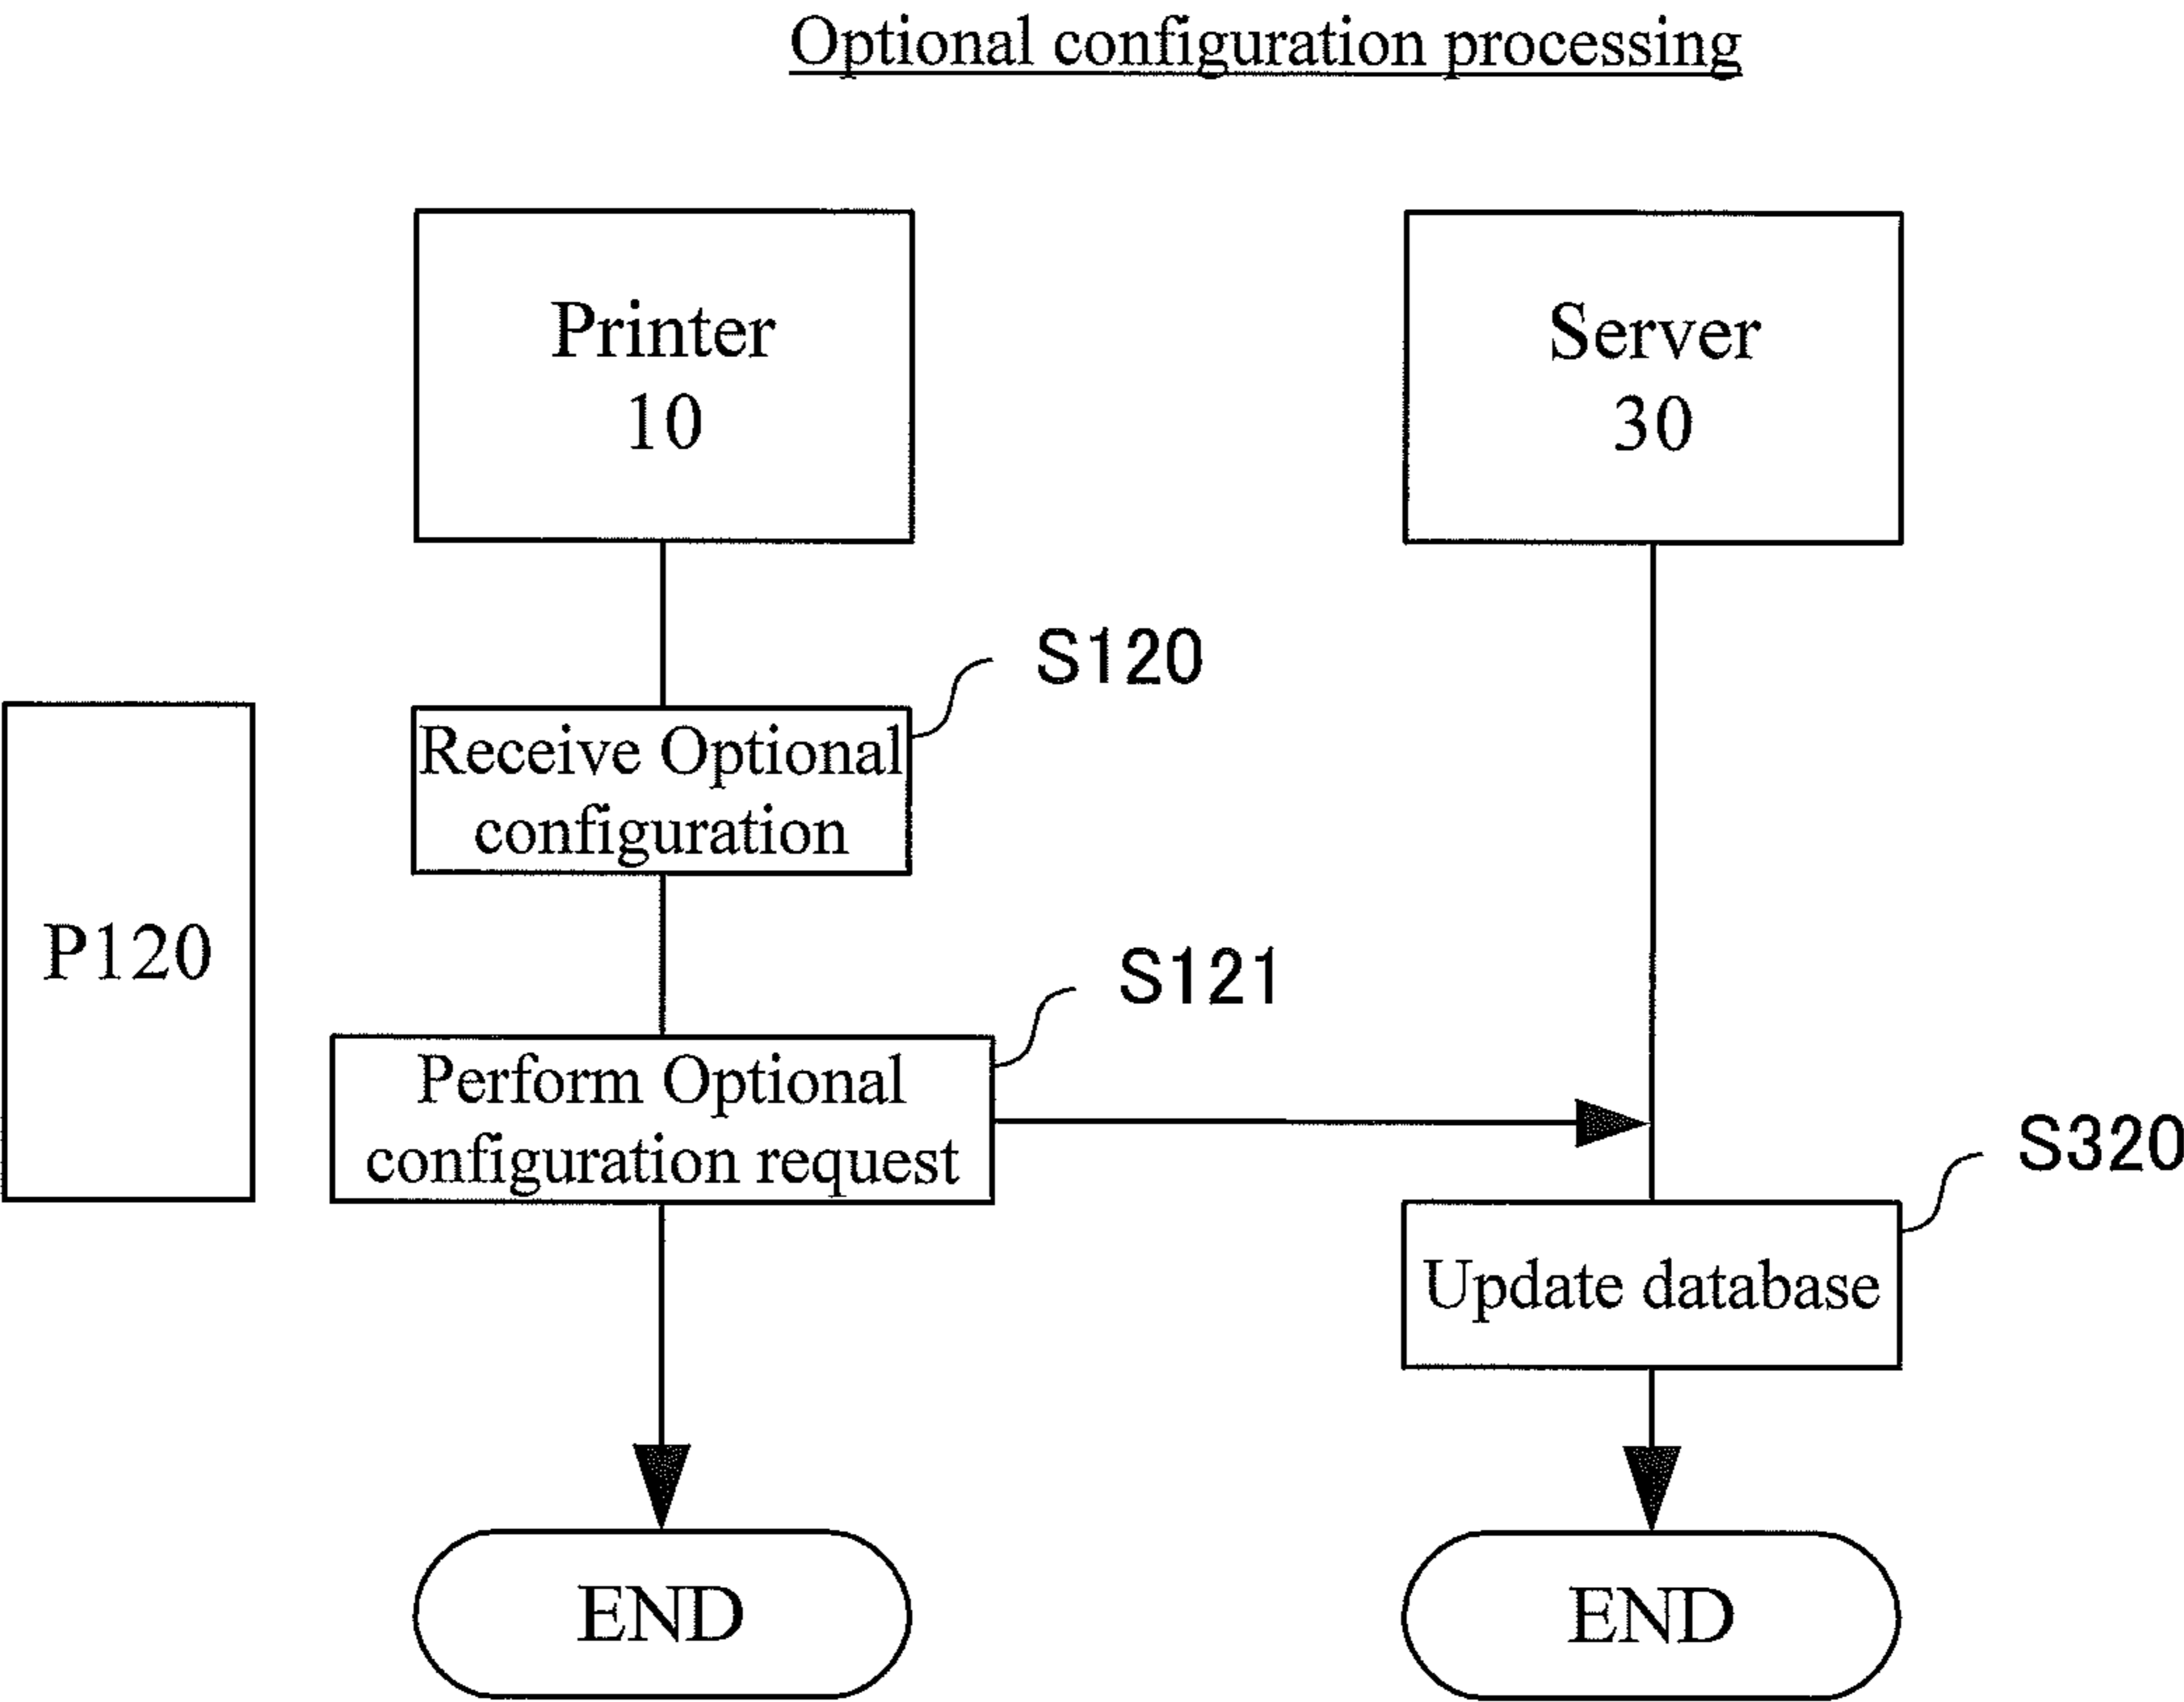 Optional configuration processing
Printer
10
Server
30
S120
Receive Optional
configuration
P120
S121
Perform Optional
configuration request
S320
Update database
END
END